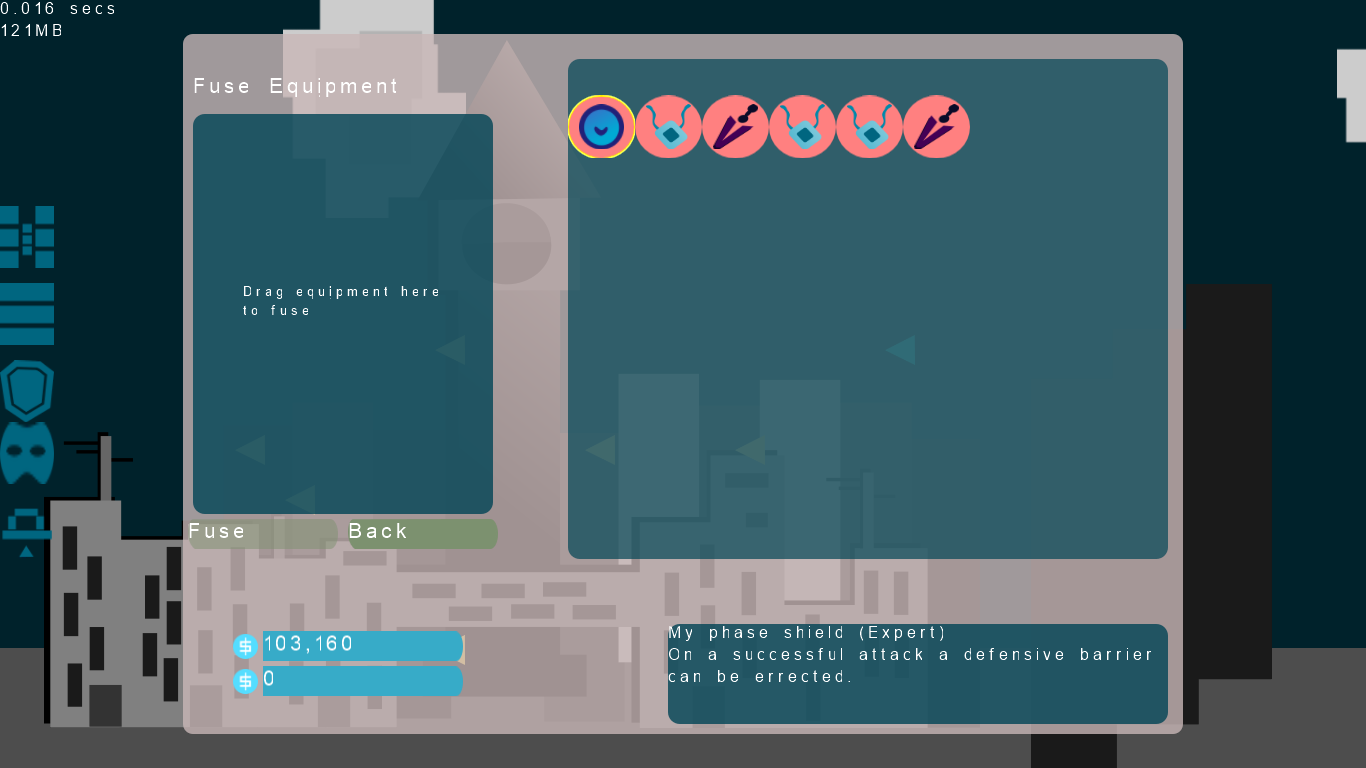 0.016 secs
121MB
Fuse Equipment
Drag equipment here
to fuse
Fuse
Back
$ 103,160
$ 0
My phase shield (Expert)
On a successful attack a defensive barrier
can be errected.